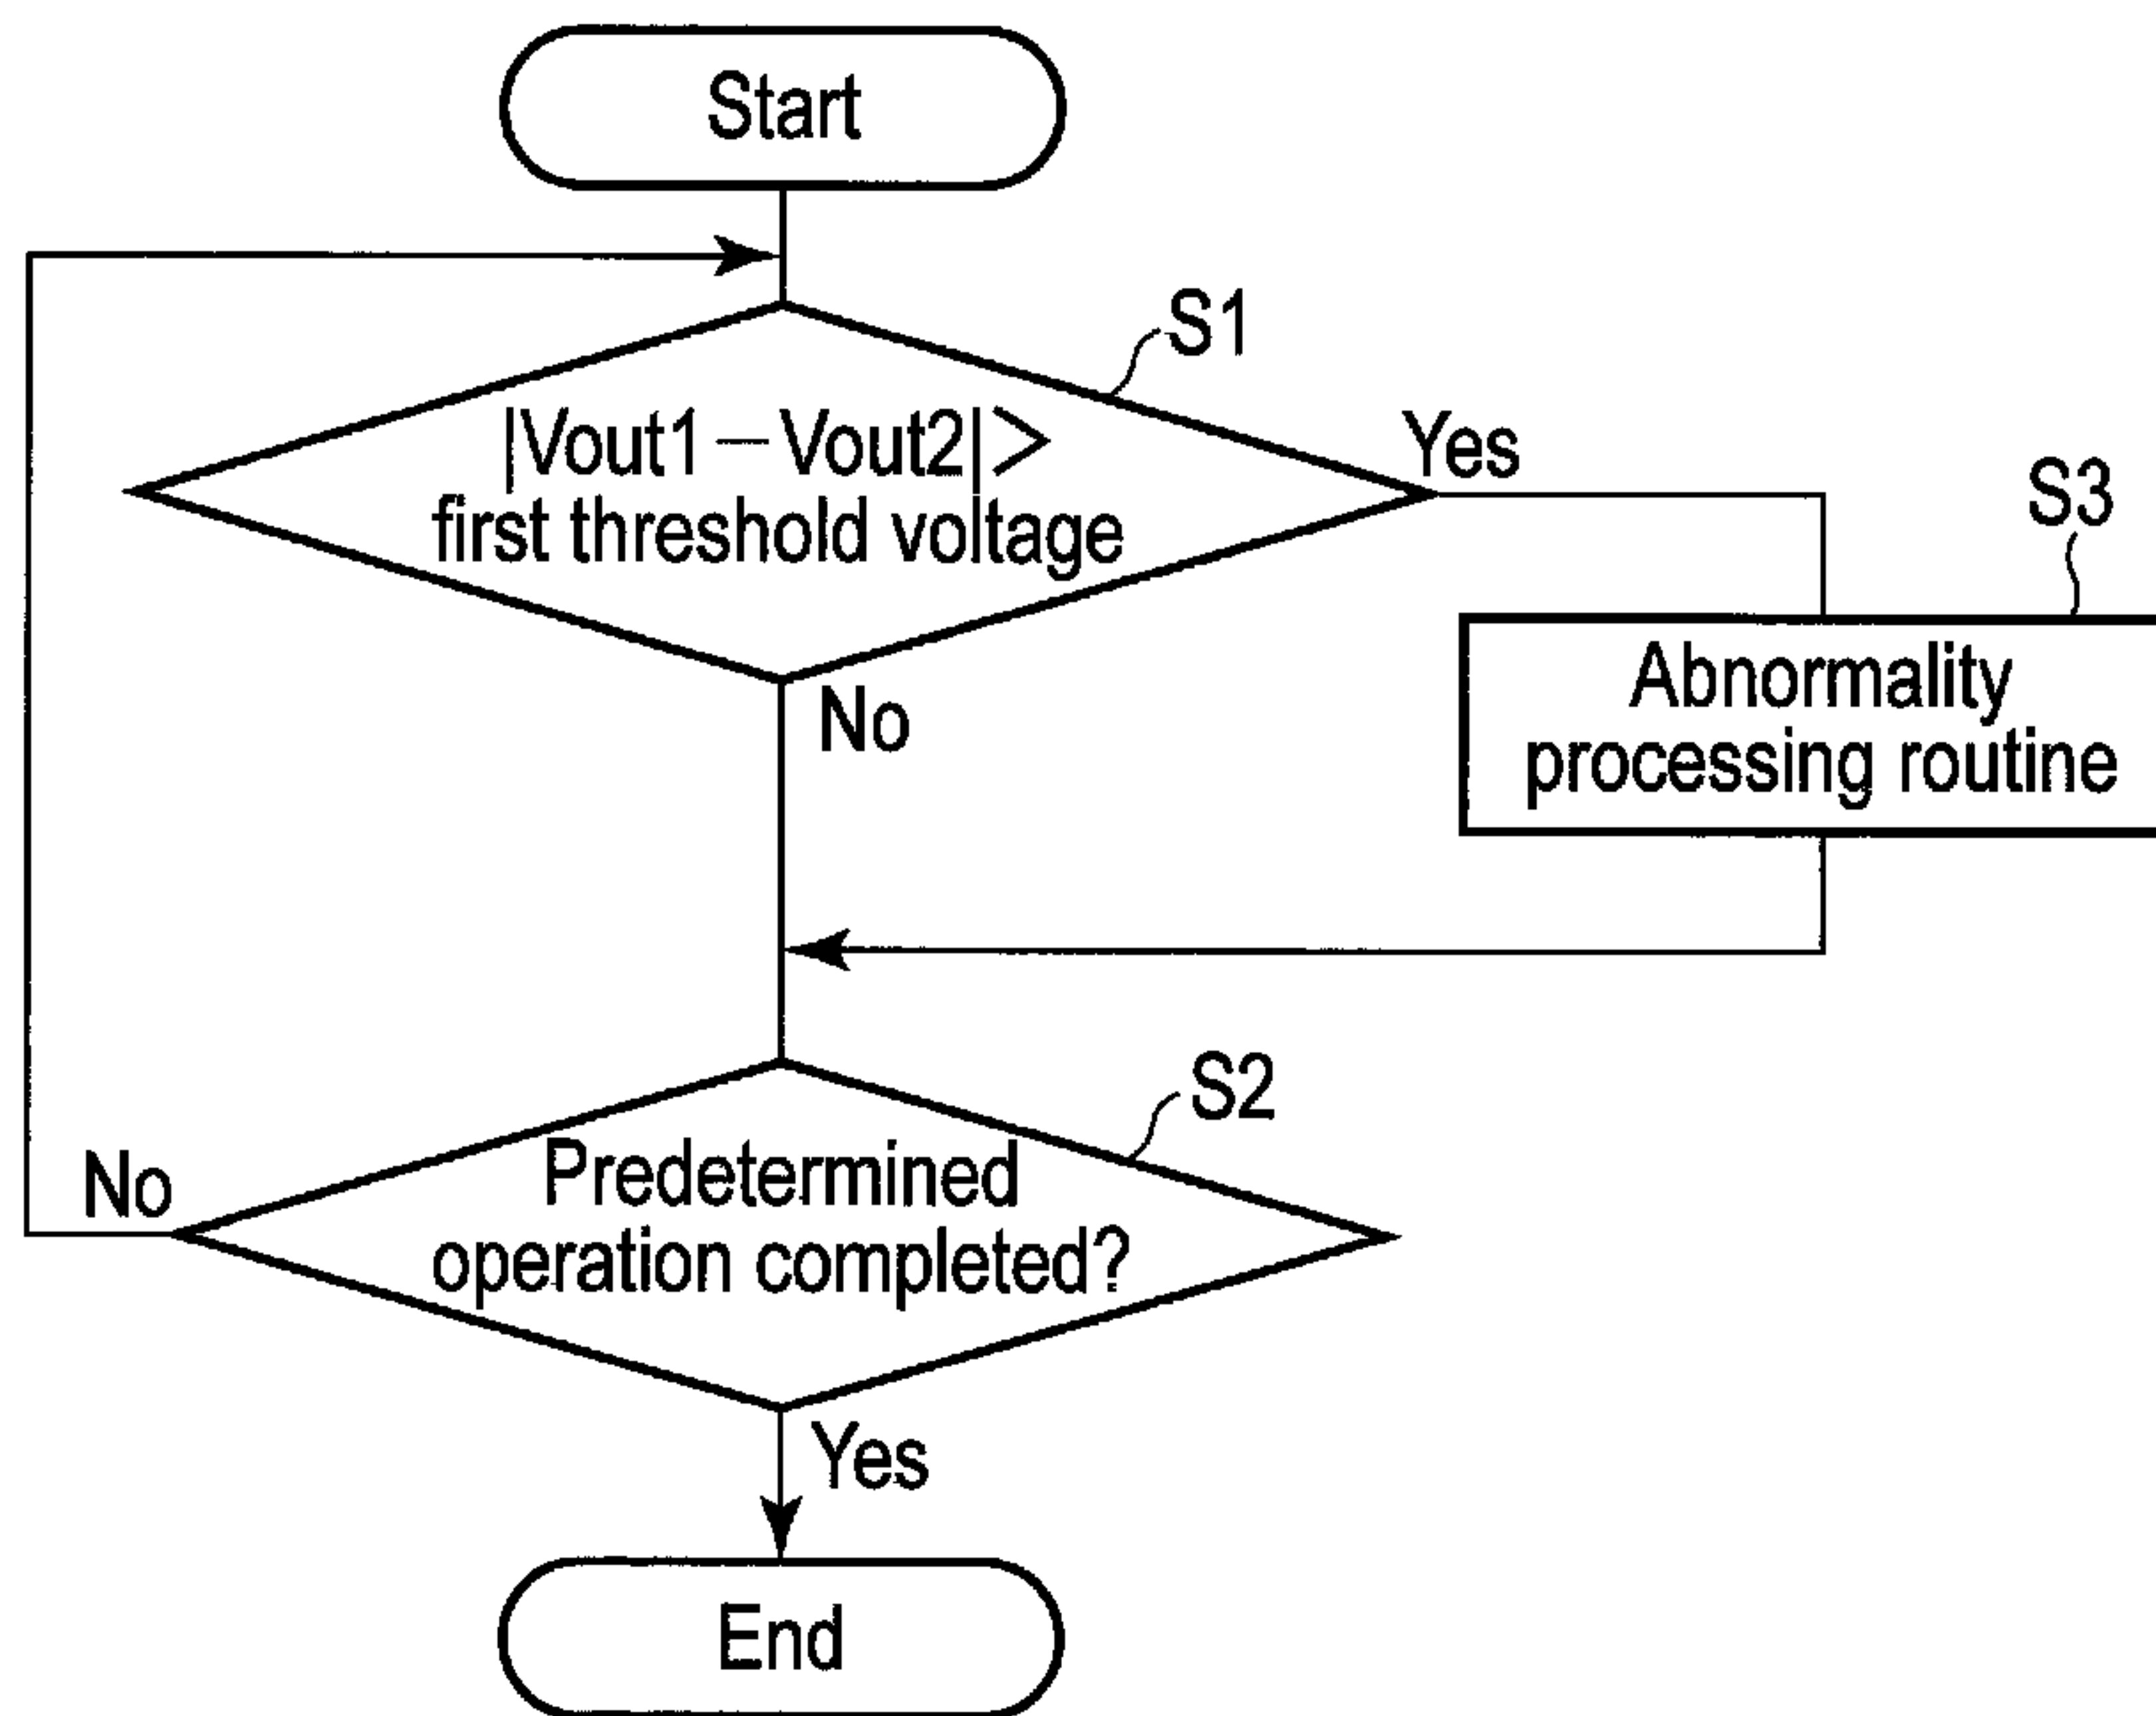 Start
S1
|Vout1－Vout2|＞
first threshold voltage
Yes
S3
Abnormality
processing routine
No
S2
Predetermined
operation completed?
No
Yes
End